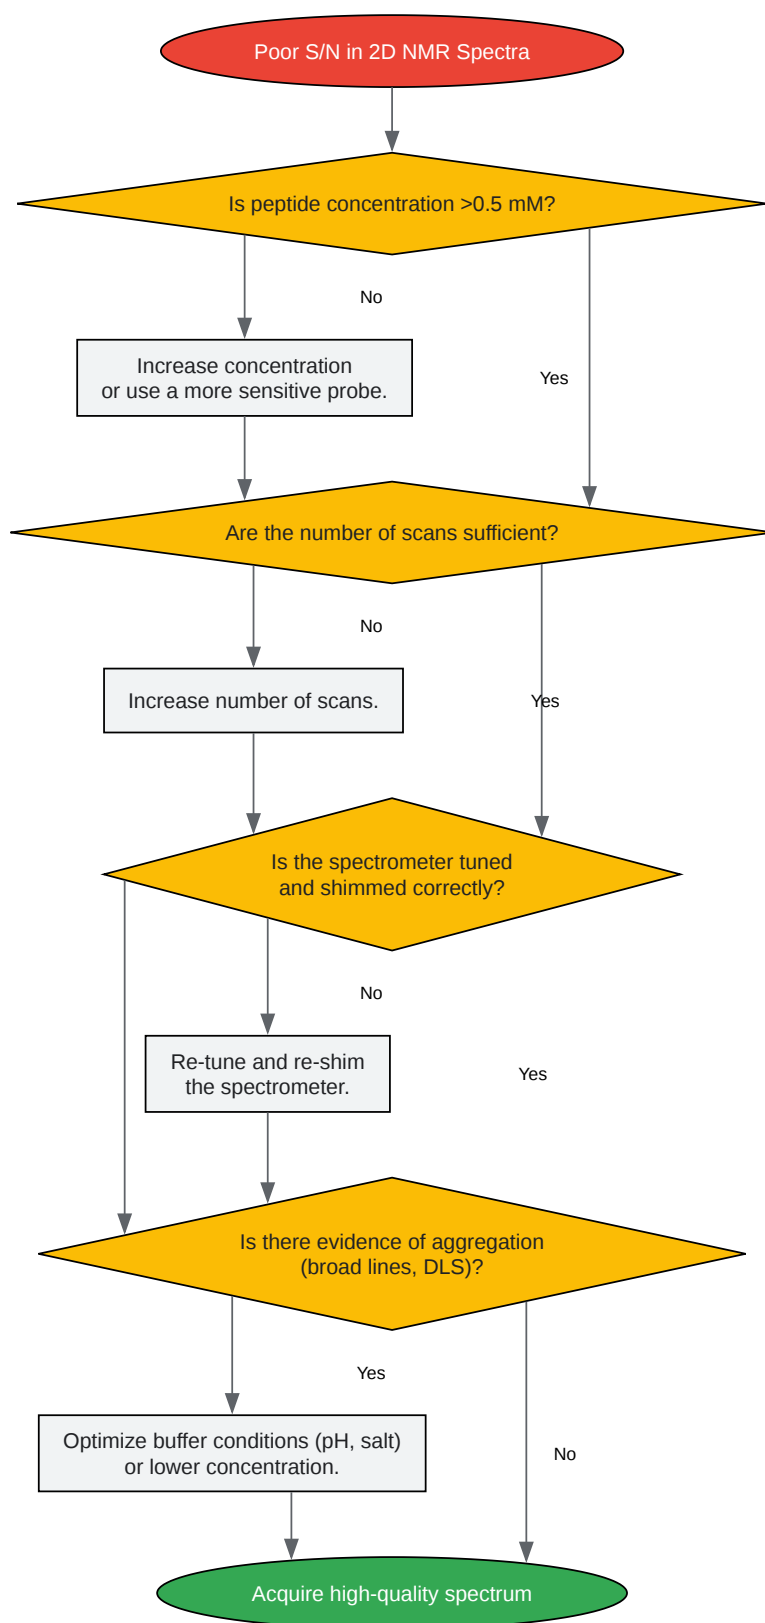 Poor S/N in 2D NMR Spectra
Is peptide concentration >0.5 mM?
No
Increase concentration
or use a more sensitive probe.
Yes
Are the number of scans sufficient?
No
Increase number of scans.
Yes
Is the spectrometer tuned
and shimmed correctly?
No
Re-tune and re-shim
the spectrometer.
Yes
Is there evidence of aggregation
(broad lines, DLS)?
Yes
Optimize buffer conditions (pH, salt)
or lower concentration.
No
Acquire high-quality spectrum